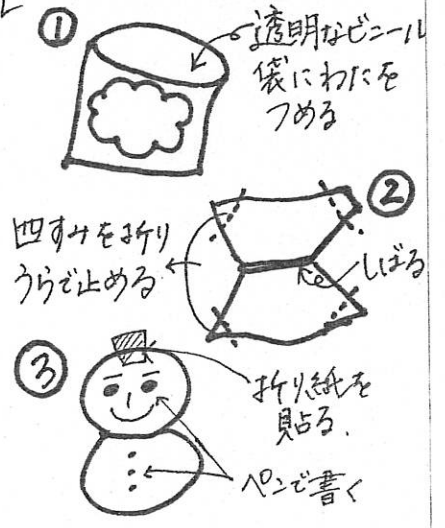 ①
透明なビニール
袋にわたを
つめる
②
四すみを折り
うらで止める
しばる
③
折り紙を
貼る.
ペンで書く